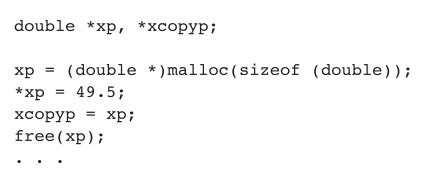 double *xp, *xcopyp;
xp = (double *)malloc(sizeof (double));
*xp = 49.5;
xcopyp = xp;
free(xp);
. . .